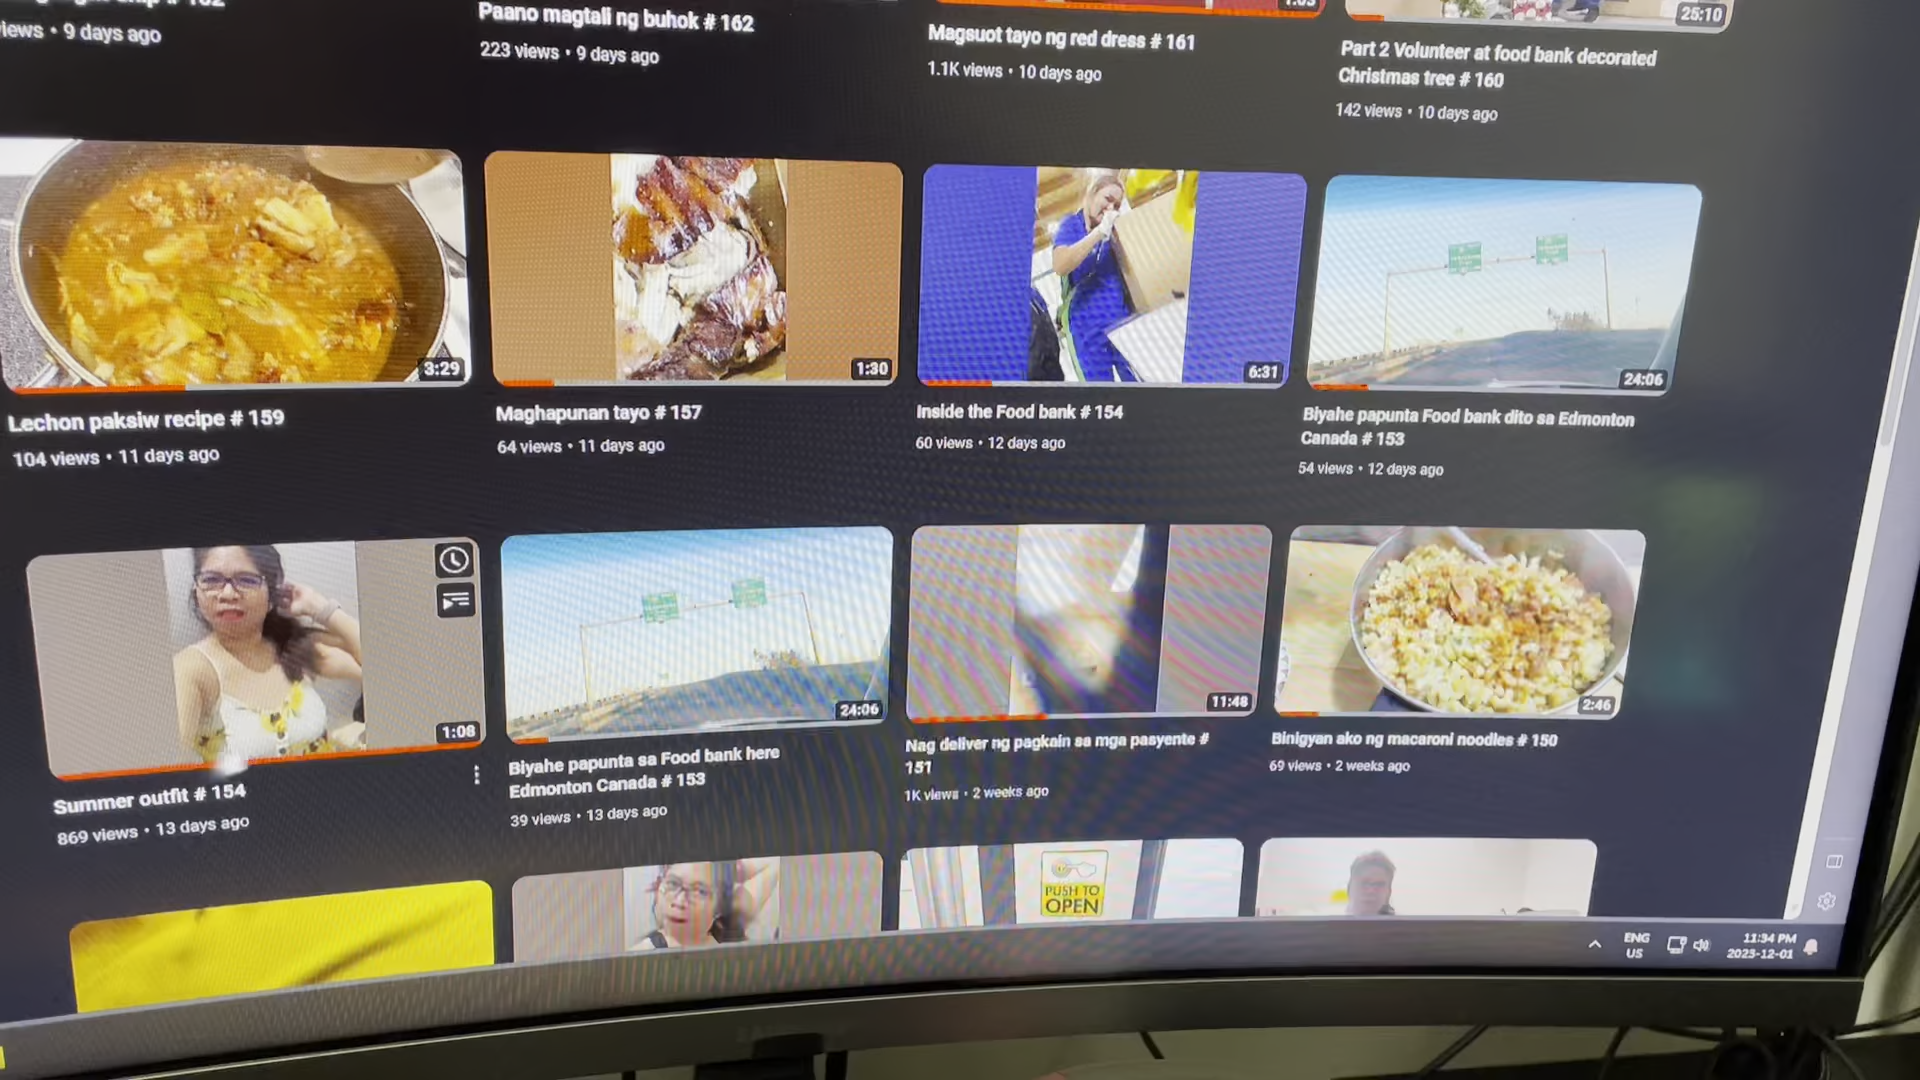 162
views • 9 days ago
Paano magtali ng buhok # 162
223 views • 9 days ago
1:03
Magsuot tayo ng red dress # 161
1.1K views • 10 days ago
25:10
Part 2 Volunteer at food bank decorated
Christmas tree # 160
142 views • 10 days ago
3:29
Lechon paksiw recipe # 159
104 views • 11 days ago
1:30
Maghapunan tayo # 157
64 views • 11 days ago
6:31
Inside the Food bank # 154
60 views • 12 days ago
24:06
Biyahe papunta Food bank dito sa Edmonton
Canada # 153
54 views • 12 days ago
1:08
Summer outfit # 154
869 views • 13 days ago
24:06
Biyahe papunta sa Food bank here
Edmonton Canada # 153
39 views • 13 days ago
11:48
Nag deliver ng pagkain sa mga pasyente #
151
1K views • 2 weeks ago
2:46
Binigyan ako ng macaroni noodles # 150
69 views • 2 weeks ago
PUSH TO
OPEN
ENG
US
11:34 PM
2023-12-01